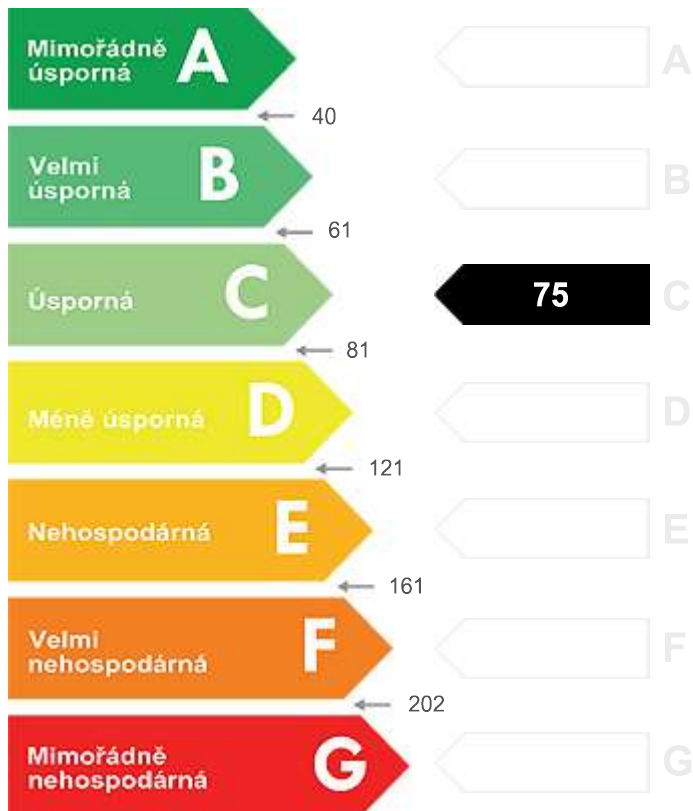 Mimořádně
úsporná
A
A
40
Velmi
úsporná
B
B
61
Úsporná
C
75
C
81
Méně úsporná
D
D
121
Nehospodárná
E
E
161
Velmi
nehospodárná
F
F
202
Mimořádně
nehospodárná
G
G